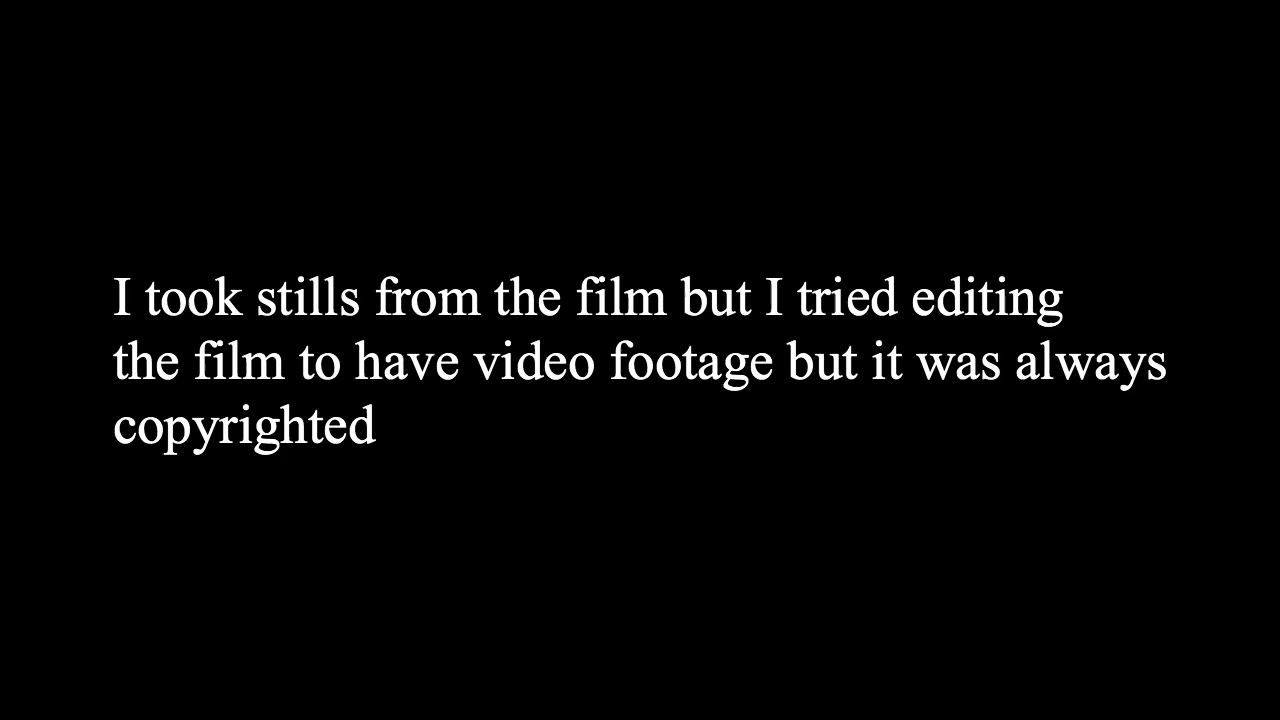 I took stills from the film but I tried editing
the film to have video footage but it was always
copyrighted